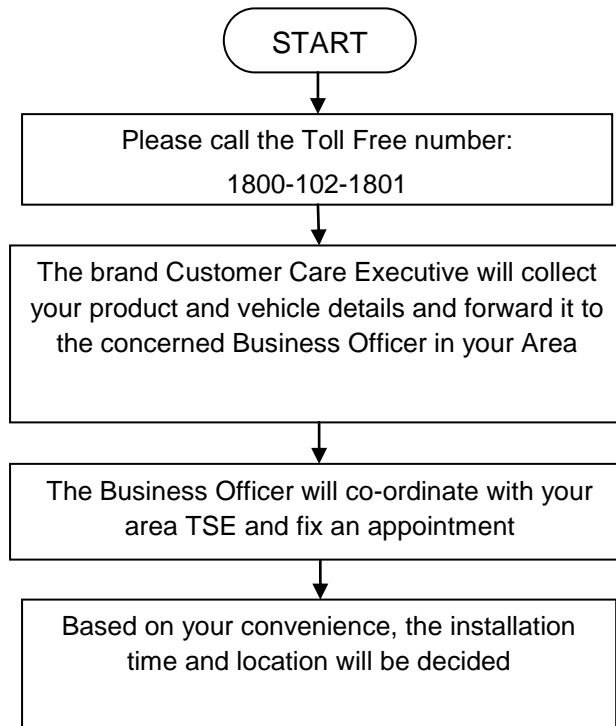 START
Please call the Toll Free number:
1800-102-1801
The brand Customer Care Executive will collect
your product and vehicle details and forward it to
the concerned Business Officer in your Area
The Business Officer will co-ordinate with your
area TSE and fix an appointment
Based on your convenience, the installation
time and location will be decided